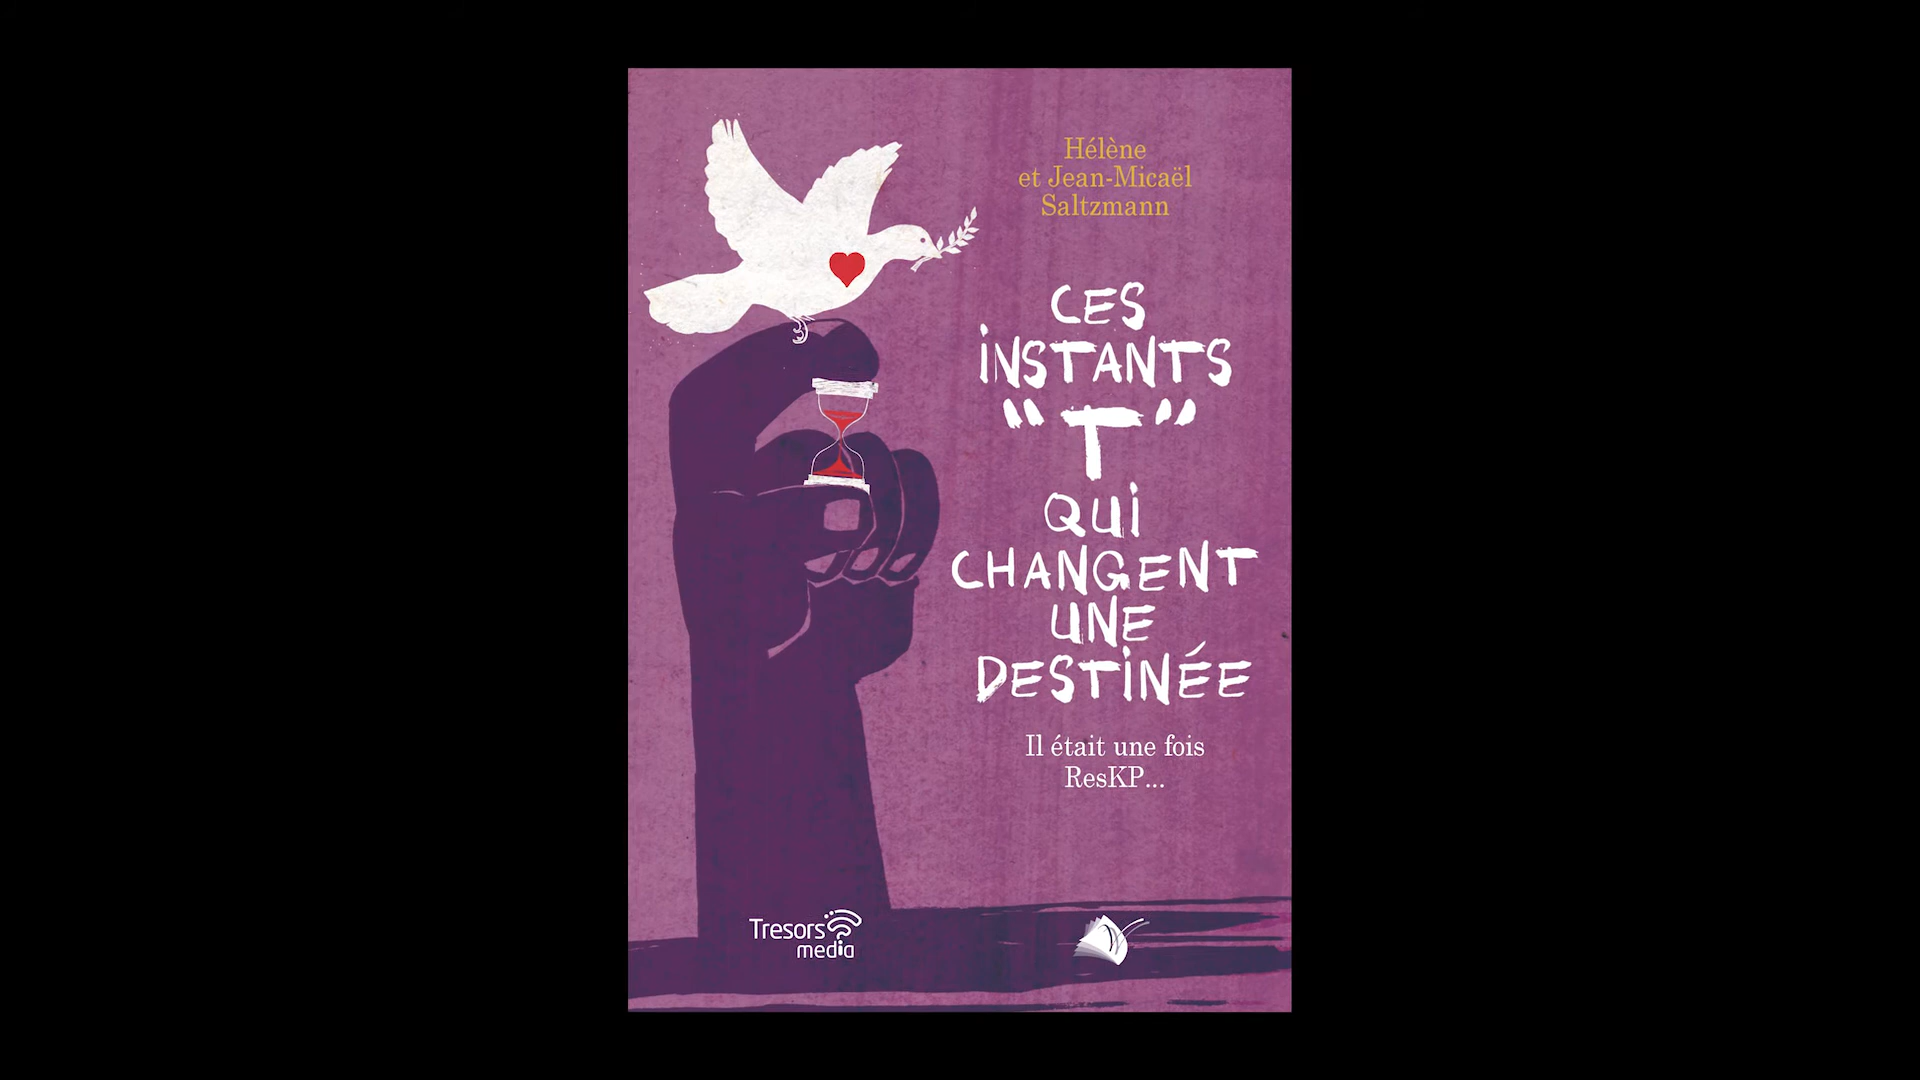 Hélène
et Jean-Micaël
Saltzmann
CES
INSTANTS
"T"
QUI
CHANGENT
UNE
DESTINÉE
Il était une fois
ResKP...
Tresors
media